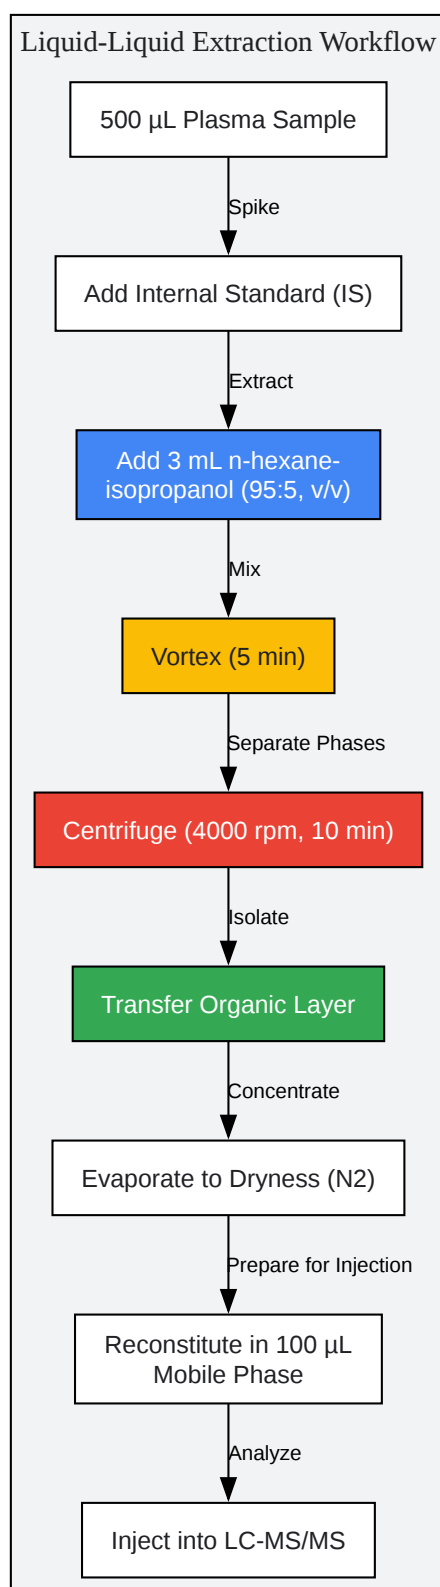 Liquid-Liquid Extraction Workflow
500 µL Plasma Sample
Spike
Add Internal Standard (IS)
Extract
Add 3 mL n-hexane-
isopropanol (95:5, v/v)
Mix
Vortex (5 min)
Separate Phases
Centrifuge (4000 rpm, 10 min)
Isolate
Transfer Organic Layer
Concentrate
Evaporate to Dryness (N2)
Prepare for Injection
Reconstitute in 100 µL
Mobile Phase
Analyze
Inject into LC-MS/MS